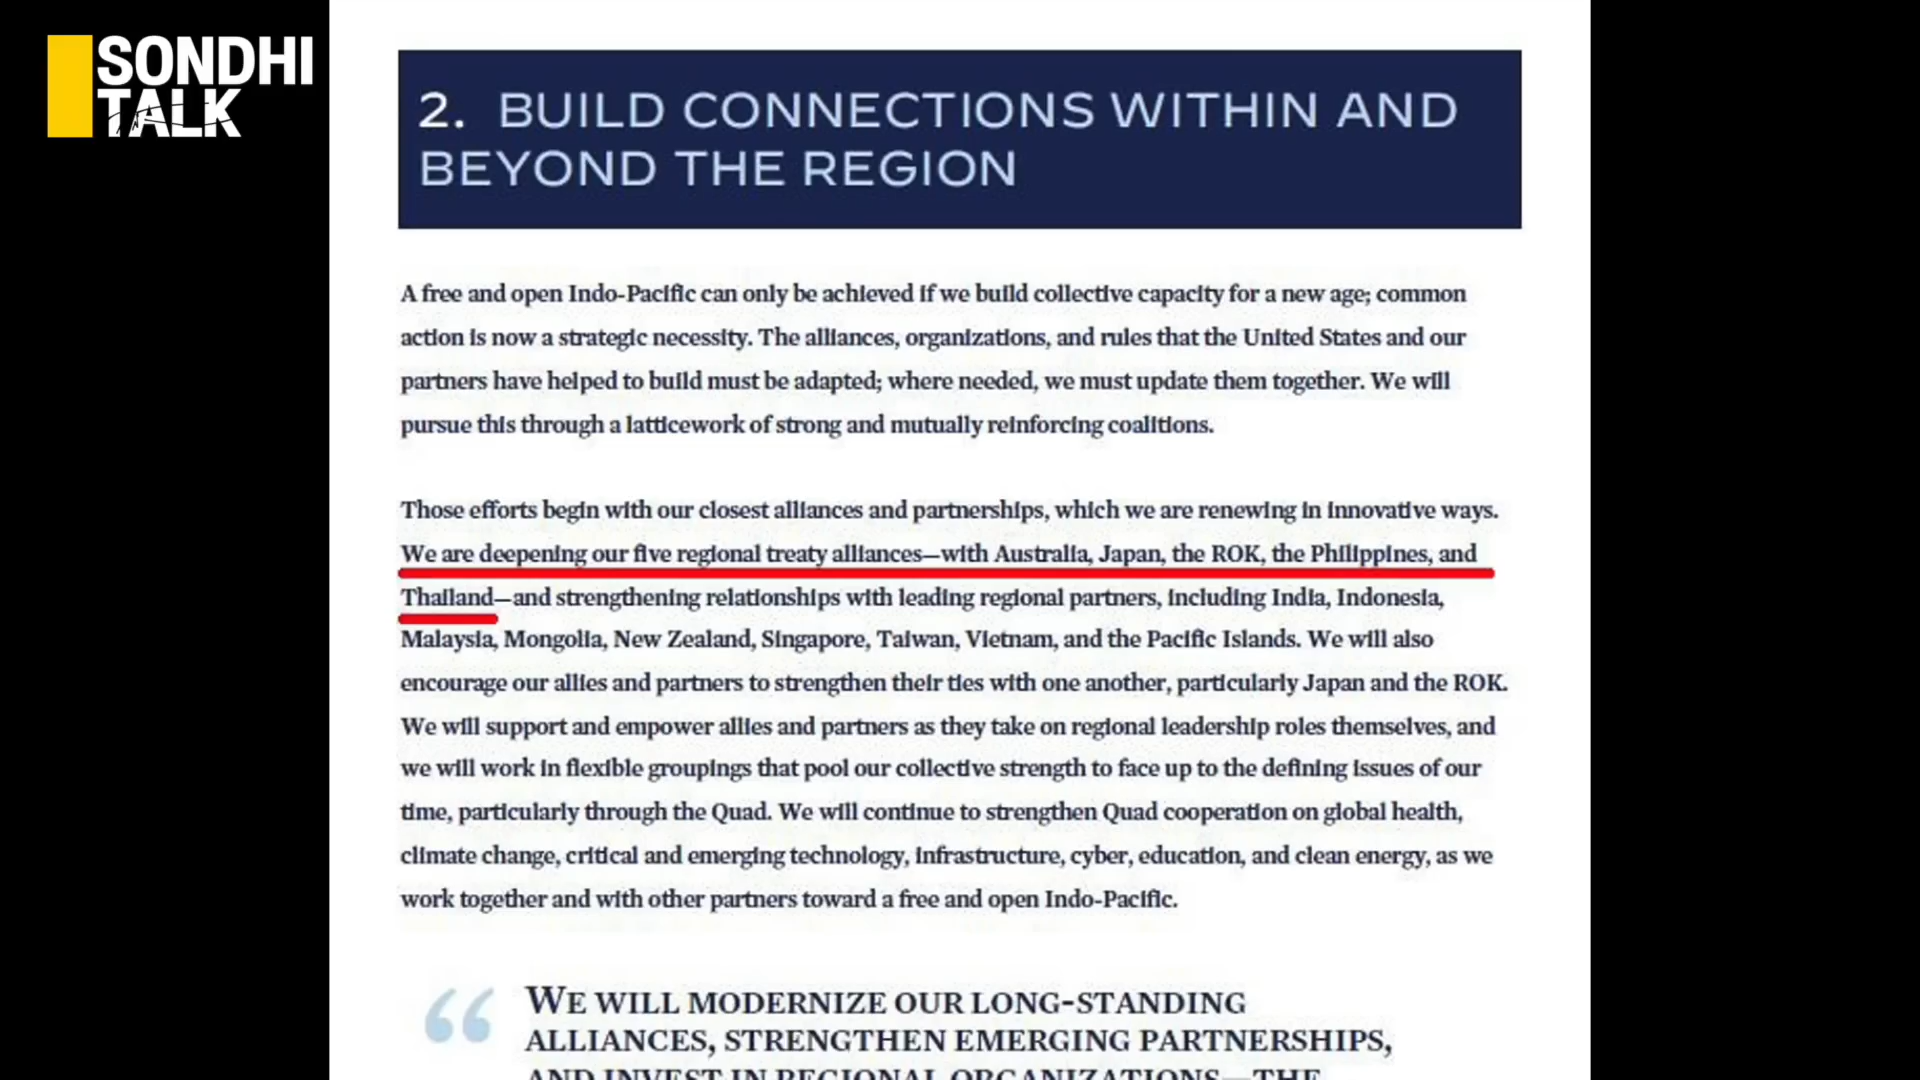 SONDHI
TALK
2. BUILD CONNECTIONS WITHIN AND
BEYOND THE REGION
A free and open Indo-Pacific can only be achieved if we build collective capacity for a new age; common
action is now a strategic necessity. The alliances, organizations, and rules that the United States and our
partners have helped to build must be adapted; where needed, we must update them together. We will
pursue this through a latticework of strong and mutually reinforcing coalitions.
Those efforts begin with our closest alliances and partnerships, which we are renewing in innovative ways.
We are deepening our five regional treaty alliances—with Australia, Japan, the ROK, the Philippines, and
Thailand—and strengthening relationships with leading regional partners, including India, Indonesia,
Malaysia, Mongolia, New Zealand, Singapore, Taiwan, Vietnam, and the Pacific Islands. We will also
encourage our allies and partners to strengthen their ties with one another, particularly Japan and the ROK.
We will support and empower allies and partners as they take on regional leadership roles themselves, and
we will work in flexible groupings that pool our collective strength to face up to the defining issues of our
time, particularly through the Quad. We will continue to strengthen Quad cooperation on global health,
climate change, critical and emerging technology, infrastructure, cyber, education, and clean energy, as we
work together and with other partners toward a free and open Indo-Pacific.
“WE WILL MODERNIZE OUR LONG-STANDING
ALLIANCES, STRENGTHEN EMERGING PARTNERSHIPS,
AND INVEST IN REGIONAL ORGANIZATIONS—THE